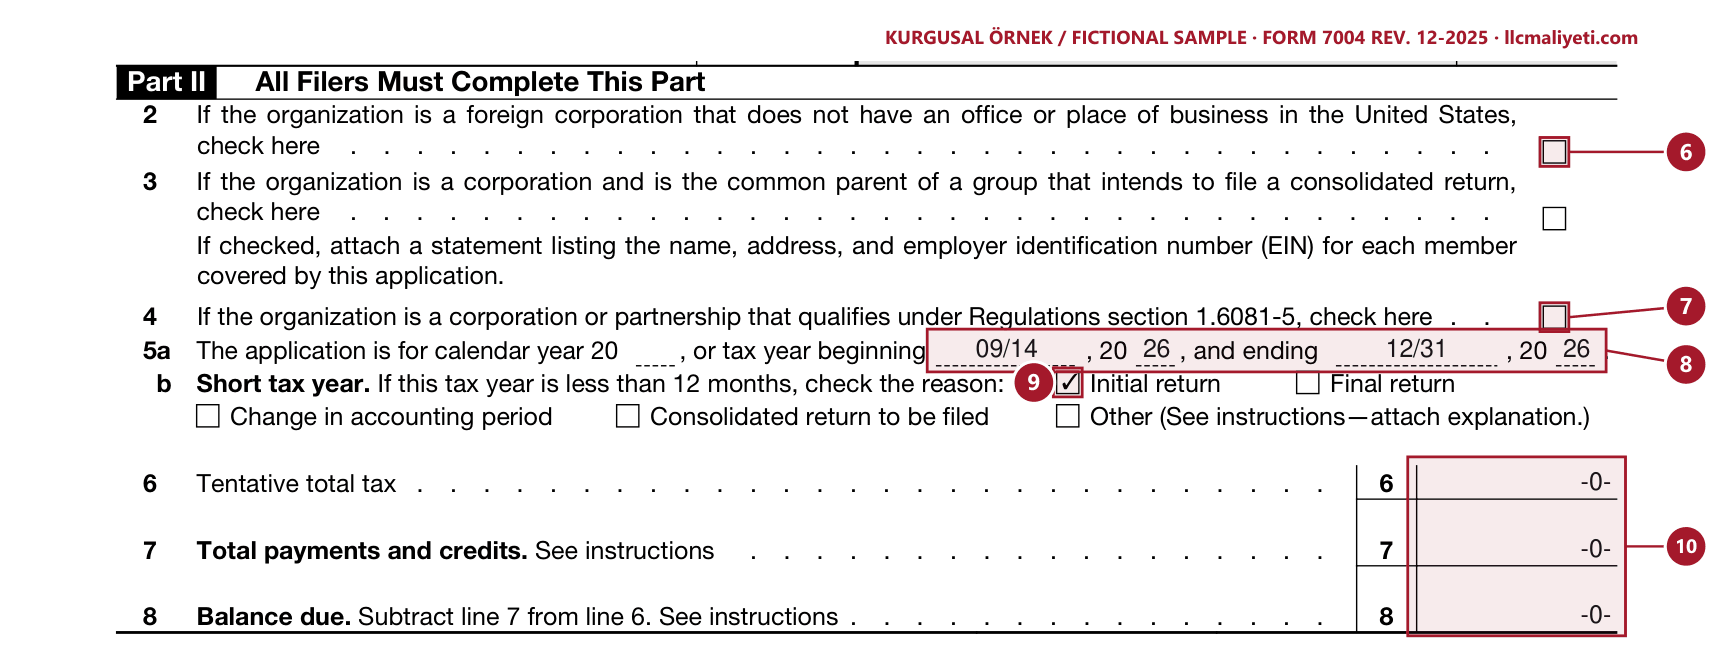 KURGUSAL ÖRNEK / FICTIONAL SAMPLE · FORM 7004 REV. 12-2025 · llcmaliyeti.com
Part II All Filers Must Complete This Part
2 If the organization is a foreign corporation that does not have an office or place of business in the United States,
check here . . . . . . . . . . . . . . . . . . . . . . . . . . . . . . . . . . . 6
3 If the organization is a corporation and is the common parent of a group that intends to file a consolidated return,
check here . . . . . . . . . . . . . . . . . . . . . . . . . . . . . . . . . . .
If checked, attach a statement listing the name, address, and employer identification number (EIN) for each member
covered by this application.
4 If the organization is a corporation or partnership that qualifies under Regulations section 1.6081-5, check here . . 7
5a The application is for calendar year 20 , or tax year beginning 09/14 , 20 26 , and ending 12/31 , 20 26 8
b Short tax year. If this tax year is less than 12 months, check the reason: 9 ✓ Initial return Final return
Change in accounting period Consolidated return to be filed Other (See instructions—attach explanation.)
6 Tentative total tax . . . . . . . . . . . . . . . . . . . . . . . . . . . . 6 -0-
7 Total payments and credits. See instructions . . . . . . . . . . . . . . . . . . 7 -0- 10
8 Balance due. Subtract line 7 from line 6. See instructions . . . . . . . . . . . . . . . 8 -0-